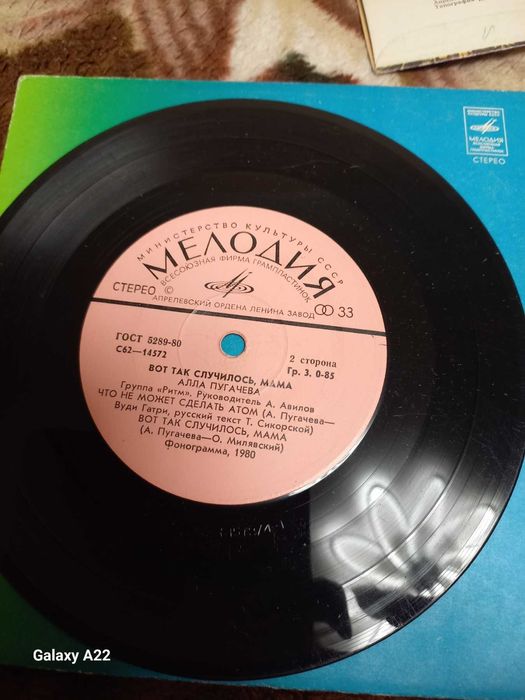 МИНИСТЕРСТВО КУЛЬТУРЫ СССР
МЕЛОДИЯ
ВСЕСОЮЗНАЯ ФИРМА ГРАМПЛАСТИНОК
СТЕРЕО
АПРЕЛЕВСКИЙ ОРДЕНА ЛЕНИНА ЗАВОД
33
ГОСТ 5289-80
С62—14572
2 сторона
Гр. 3. 0-85
ВОТ ТАК СЛУЧИЛОСЬ, МАМА
АЛЛА ПУГАЧЕВА
Группа «Ритм». Руководитель А. Авилов
ЧТО НЕ МОЖЕТ СДЕЛАТЬ АТОМ (А. Пугачева—
Вуди Гатри, русский текст Т. Сикорской)
ВОТ ТАК СЛУЧИЛОСЬ, МАМА
(А. Пугачева—О. Милявский)
Фонограмма, 1980
МЕЛОДИЯ
СТЕРЕО
Galaxy A22